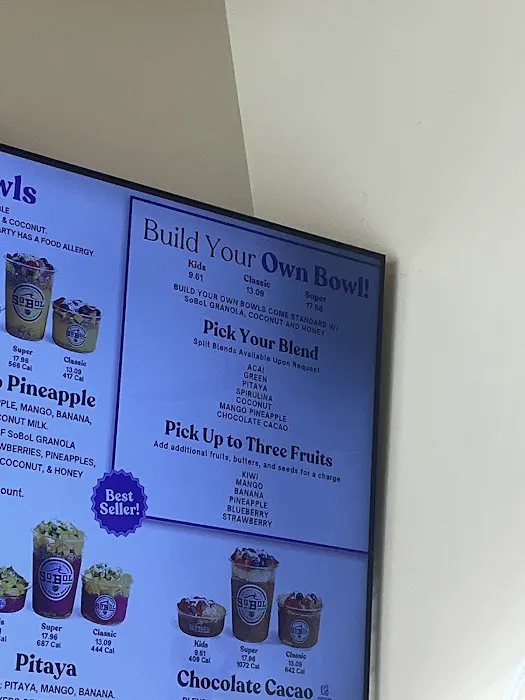 wls
& COCONUT.
ARTY HAS A FOOD ALLERGY.
SoBoL
Super
17.96
566 Cal
Classic
13.09
417 Cal
Pineapple
PLE, MANGO, BANANA,
CONUT MILK.
F SoBoL GRANOLA
WBERRIES, PINEAPPLES,
COCONUT, & HONEY
ount.
Best
Seller!
SOBOL
Super
17.96
687 Cal
Classic
13.09
444 Cal
Pitaya
PITAYA, MANGO, BANANA.
Build Your Own Bowl!
Kids
9.61
Classic
13.09
Super
17.96
BUILD YOUR OWN BOWLS COME STANDARD W/
SoBoL GRANOLA, COCONUT AND HONEY
Pick Your Blend
Split Blends Available Upon Request
ACAI
GREEN
PITAYA
SPIRULINA
COCONUT
MANGO PINEAPPLE
CHOCOLATE CACAO
Pick Up to Three Fruits
Add additional fruits, butters, and seeds for a charge
KIWI
MANGO
BANANA
PINEAPPLE
BLUEBERRY
STRAWBERRY
SOBOL
Kids
9.61
409 Cal
Super
17.96
1072 Cal
Classic
13.09
642 Cal
Chocolate Cacao